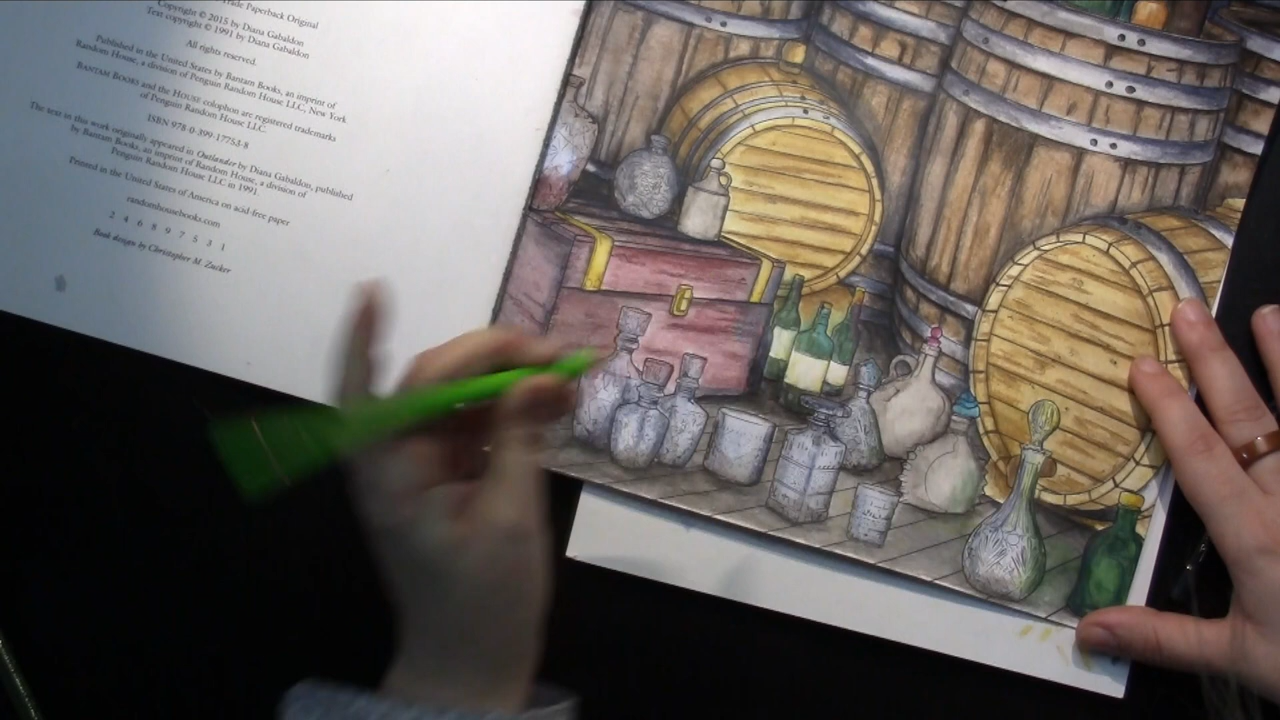 Trade Paperback Original
Copyright © 2015 by Diana Gabaldon
Text copyright © 1991 by Diana Gabaldon
All rights reserved.
Published in the United States by Bantam Books, an imprint of
Random House, a division of Penguin Random House LLC, New York
BANTAM BOOKS and the HOUSE colophon are registered trademarks
of Penguin Random House LLC.
ISBN 978-0-399-17753-8
The text in this work originally appeared in Outlander by Diana Gabaldon, published
by Bantam Books, an imprint of Random House, a division of
Penguin Random House LLC in 1991.
Printed in the United States of America on acid-free paper
randomhousebooks.com
2 4 6 8 9 7 5 3 1
Book design by Christopher M. Zucker